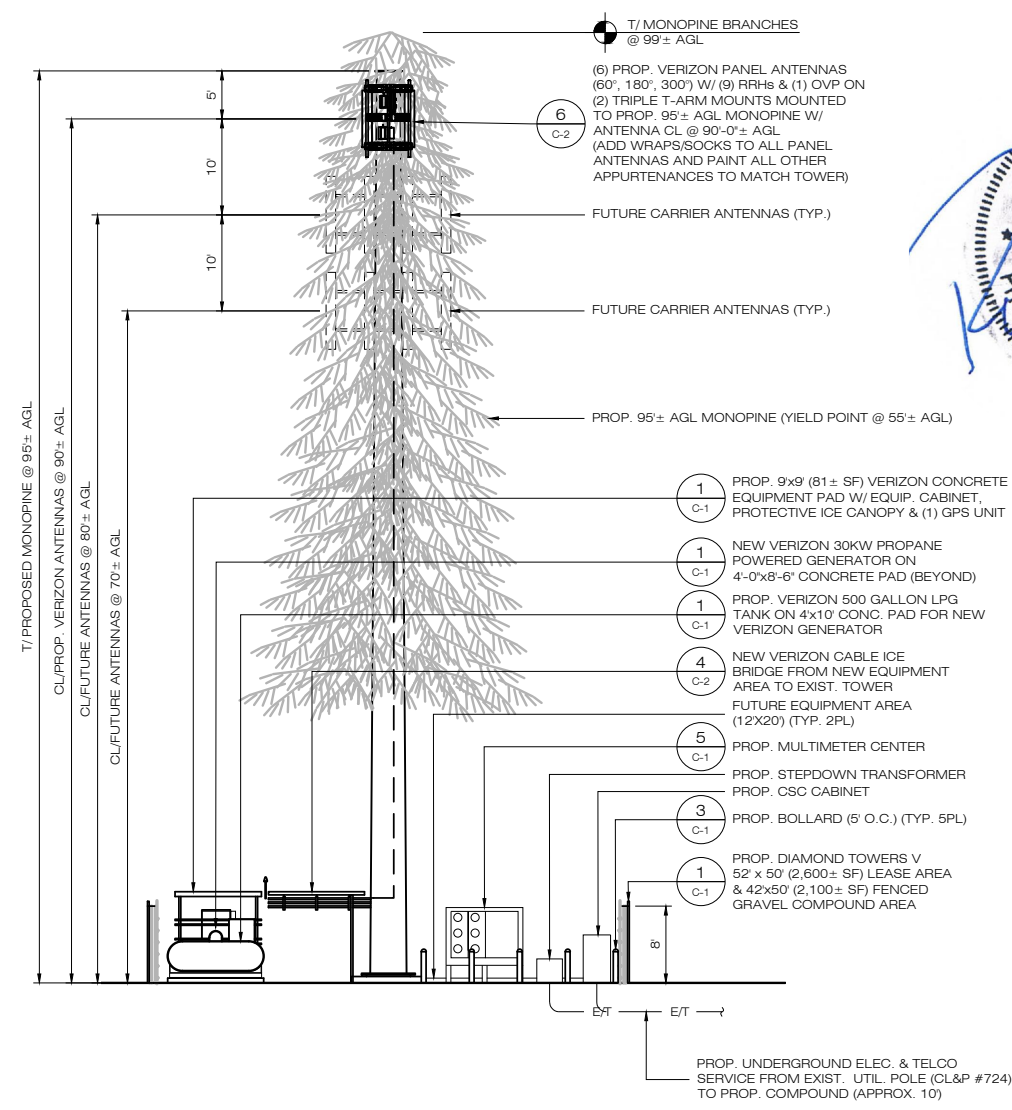 T/ MONOPINE BRANCHES
@ 99'± AGL
(6) PROP. VERIZON PANEL ANTENNAS
(60°, 180°, 300°) W/ (9) RRHs & (1) OVP ON
(2) TRIPLE T-ARM MOUNTS MOUNTED
TO PROP. 95'± AGL MONOPINE W/
ANTENNA CL @ 90'-0"± AGL
(ADD WRAPS/SOCKS TO ALL PANEL
ANTENNAS AND PAINT ALL OTHER
APPURTENANCES TO MATCH TOWER)
6
C-2
5'
10'
10'
FUTURE CARRIER ANTENNAS (TYP.)
FUTURE CARRIER ANTENNAS (TYP.)
PROP. 95'± AGL MONOPINE (YIELD POINT @ 55'± AGL)
T/ PROPOSED MONOPINE @ 95'± AGL
CL/PROP. VERIZON ANTENNAS @ 90'± AGL
CL/FUTURE ANTENNAS @ 80'± AGL
CL/FUTURE ANTENNAS @ 70'± AGL
1
C-1
PROP. 9'x9' (81± SF) VERIZON CONCRETE
EQUIPMENT PAD W/ EQUIP. CABINET,
PROTECTIVE ICE CANOPY & (1) GPS UNIT
1
C-1
NEW VERIZON 30KW PROPANE
POWERED GENERATOR ON
4'-0"x8'-6" CONCRETE PAD (BEYOND)
1
C-1
PROP. VERIZON 500 GALLON LPG
TANK ON 4'x10' CONC. PAD FOR NEW
VERIZON GENERATOR
4
C-2
NEW VERIZON CABLE ICE
BRIDGE FROM NEW EQUIPMENT
AREA TO EXIST. TOWER
FUTURE EQUIPMENT AREA
(12'X20') (TYP. 2PL)
5
C-1
PROP. MULTIMETER CENTER
PROP. STEPDOWN TRANSFORMER
PROP. CSC CABINET
3
C-1
PROP. BOLLARD (5' O.C.) (TYP. 5PL)
1
C-1
PROP. DIAMOND TOWERS V
52' x 50' (2,600± SF) LEASE AREA
& 42'x50' (2,100± SF) FENCED
GRAVEL COMPOUND AREA
8'
E/T
E/T
PROP. UNDERGROUND ELEC. & TELCO
SERVICE FROM EXIST. UTIL. POLE (CL&P #724)
TO PROP. COMPOUND (APPROX. 10')